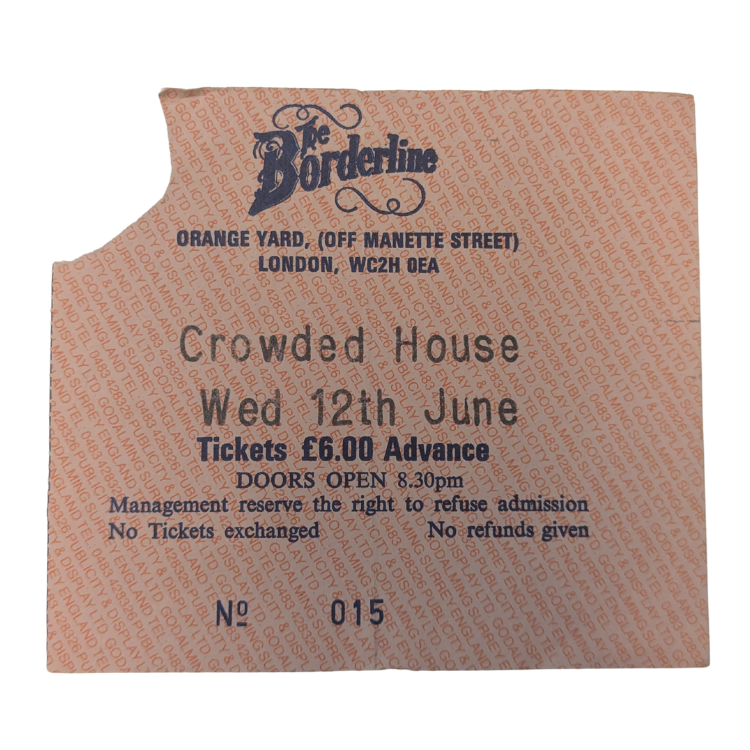 The Borderline
ORANGE YARD, (OFF MANETTE STREET)
LONDON, WC2H 0EA
Crowded House
Wed 12th June
Tickets £6.00 Advance
DOORS OPEN 8.30pm
Management reserve the right to refuse admission
No Tickets exchanged No refunds given
Nº 015